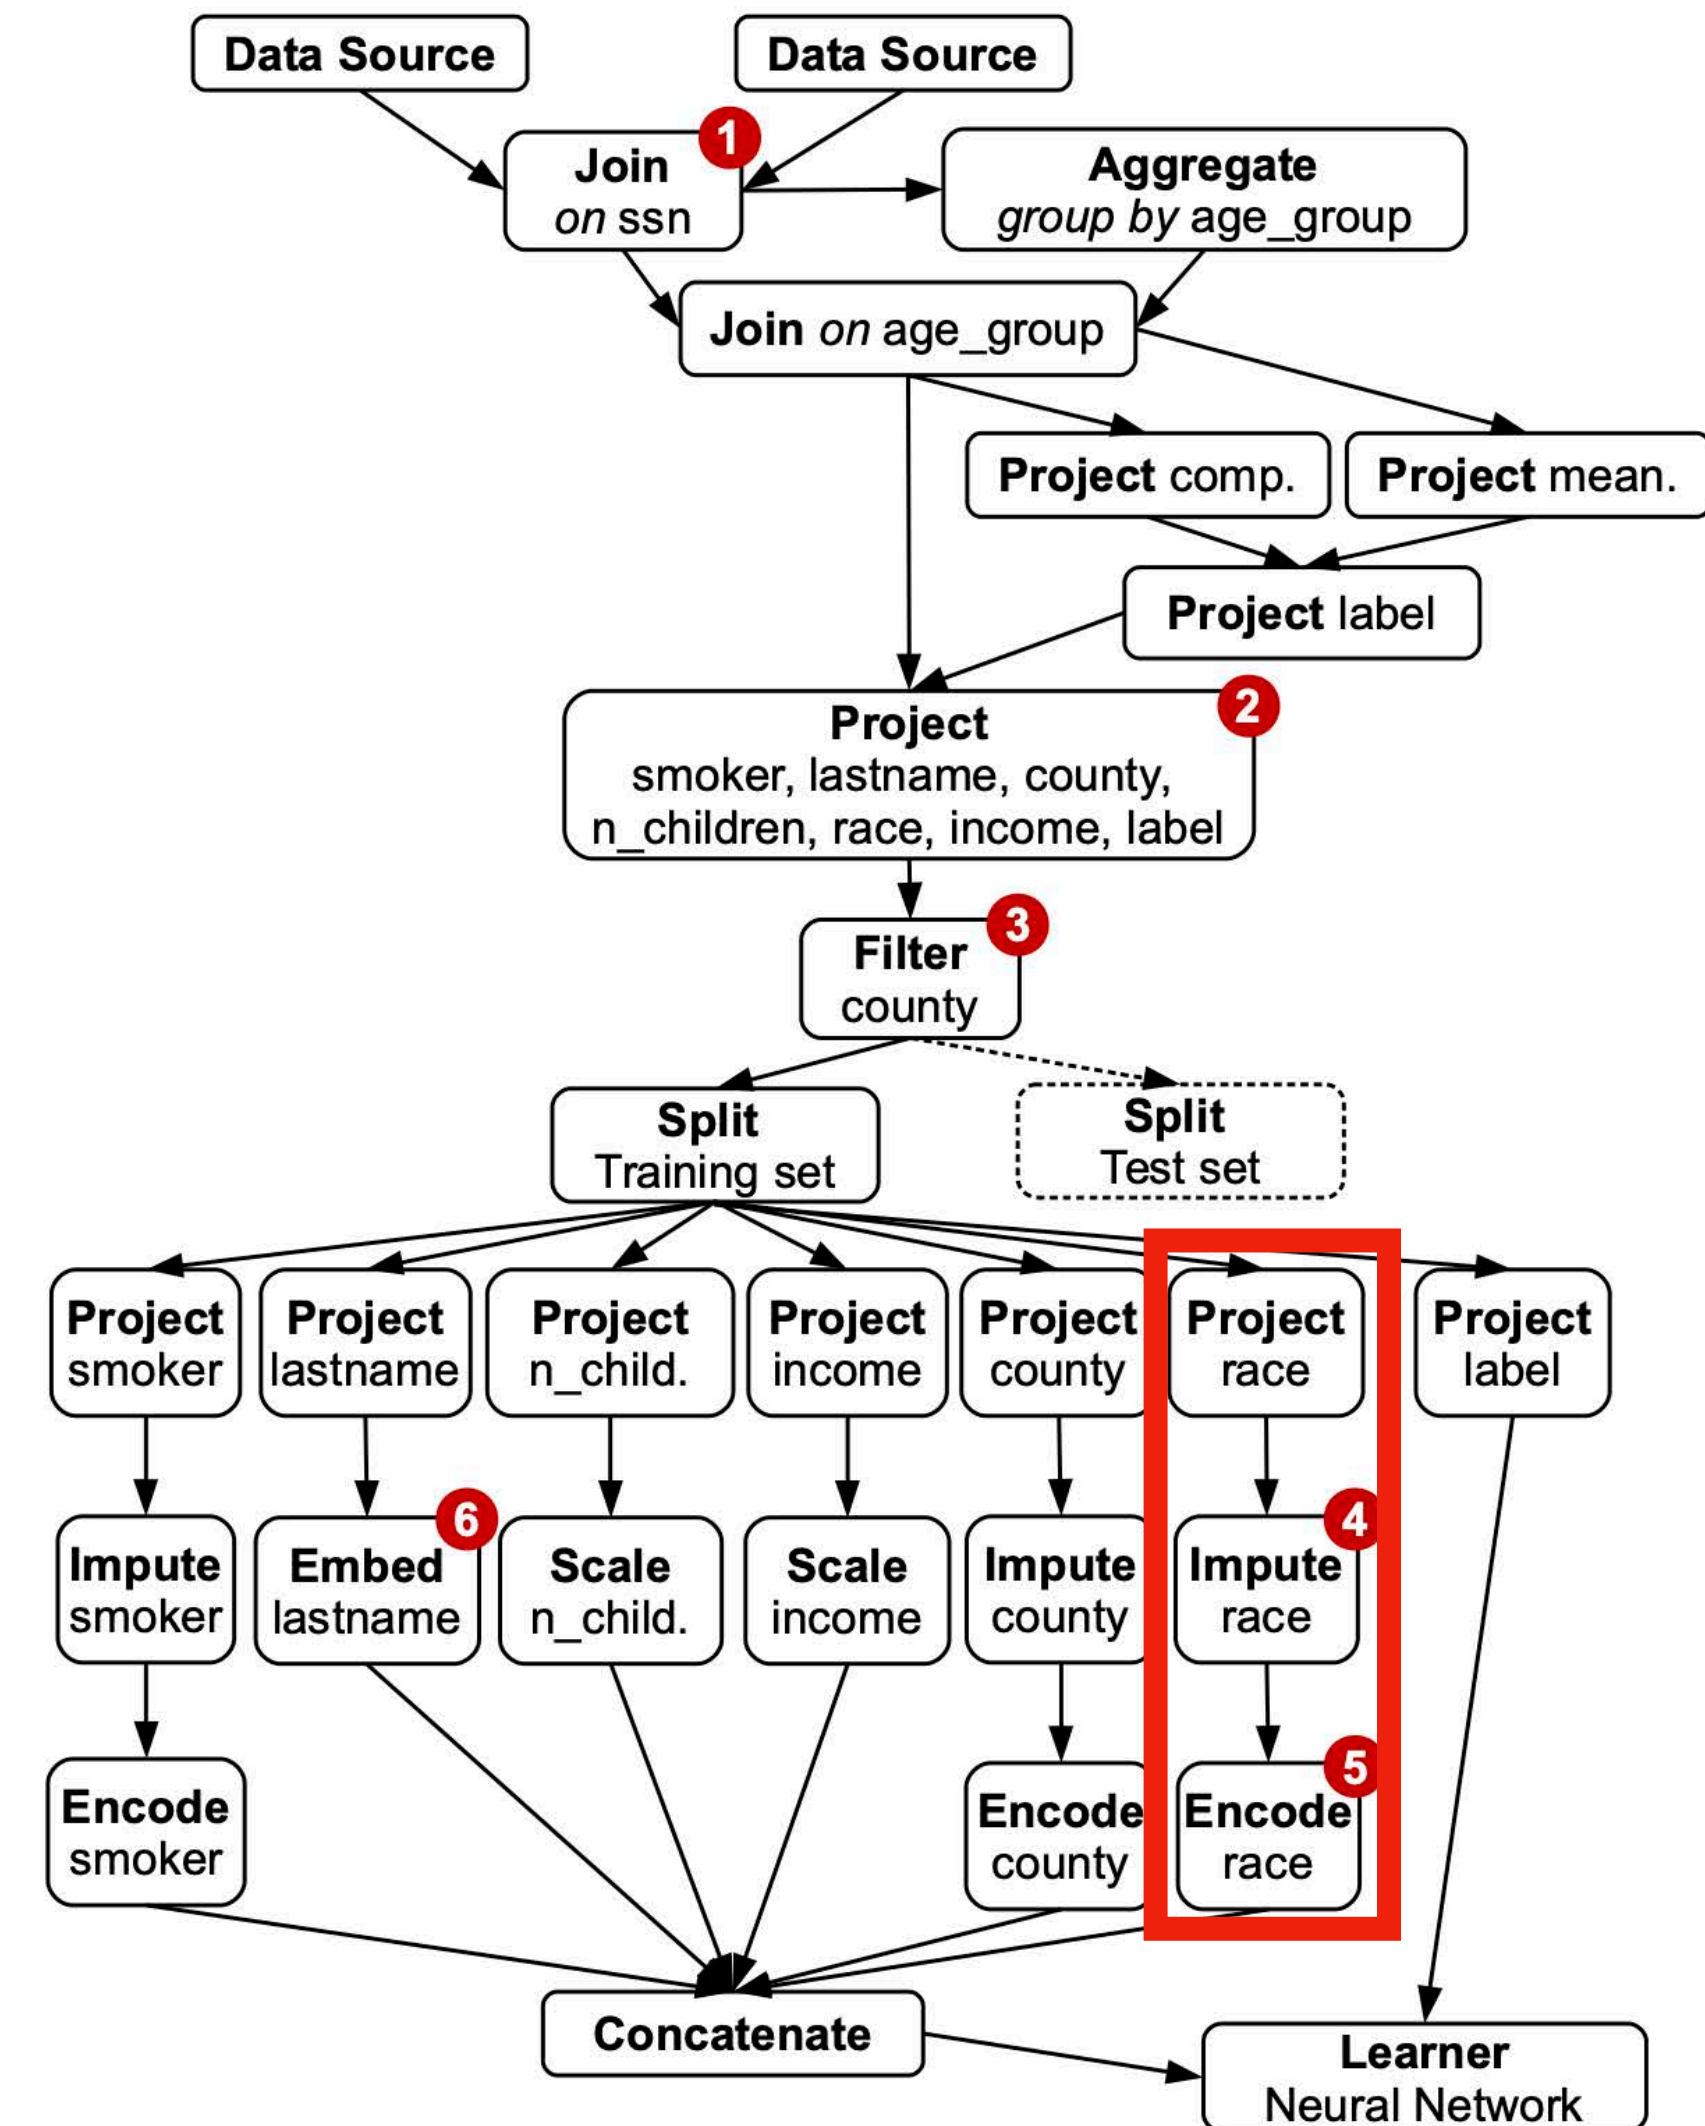 Data Source
Data Source
1
Join
on ssn
Aggregate
group by age_group
Join on age_group
Project comp.
Project mean.
Project label
2
Project
smoker, lastname, county,
n_children, race, income, label
3
Filter
county
Split
Training set
Split
Test set
Project
smoker
Project
lastname
Project
n_child.
Project
income
Project
county
Project
race
Project
label
Impute
smoker
6
Embed
lastname
Scale
n_child.
Scale
income
Impute
county
4
Impute
race
Encode
smoker
Encode
county
5
Encode
race
Concatenate
Learner
Neural Network